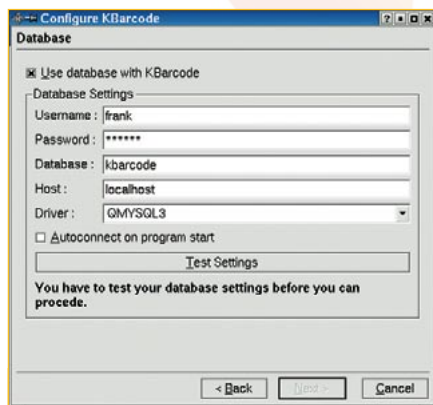 Configure KBarcode
Database
Use database with KBarcode
Database Settings
Username : frank
Password : ******
Database : kbarcode
Host : localhost
Driver : QMYSQL3
Autoconnect on program start
Test Settings
You have to test your database settings before you can
procede.
< Back Next > Cancel